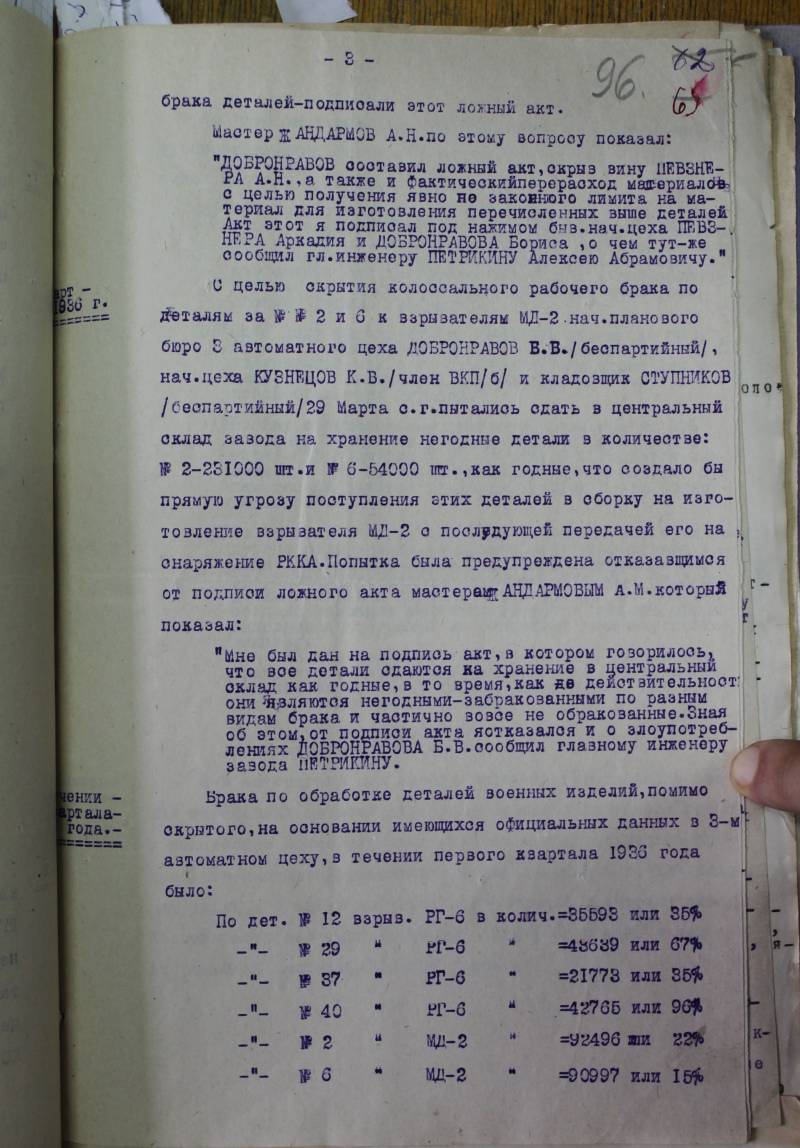 - 3 -
96.
62
65
брака деталей-подписали этот ложный акт.
Мастер ЖАНДАРМОВ А.Н.по этому вопросу показал:
"ДОБРОНРАВОВ составил ложный акт,скрыв вину ПЕВЗНЕ-
РА А.Н.,а также и фактическийперерасход материалов
с целью получения явно не законного лимита на ма-
териал для изготовления перечисленных выше деталей
Акт этот я подписал под нажимом быв.нач.цеха ПЕВЗ-
НЕРА Аркадия и ДОБРОНРАВОВА Бориса ,о чем тут-же
сообщил гл.инженеру ПЕТРИКИНУ Алексею Абрамовичу."
арт -
1936 г.
С целью скрытия колоссального рабочего брака по
деталям за № № 2 и 6 к взрывателям МД-2 нач.планового
бюро 3 автоматного цеха ДОБРОНРАВОВ Б.В./беспартийный/,
нач.цеха КУЗНЕЦОВ К.В./член ВКП/б/ и кладовщик СТУПНИКОВ
/беспартийный/29 Марта с.г.пытались сдать в центральный
склад завода на хранение негодные детали в количестве:
№ 2-231000 шт.и № 6-54000 шт.,как годные,что создало бы
прямую угрозу поступления этих деталей в сборку на изго-
товление взрывателя МД-2 с последующей передачей его на
снаряжение РККА.Попытка была предупреждена отказавшимся
от подписи ложного акта мастером ЖАНДАРМОВЫМ А.М.который
показал:
"Мне был дан на подпись акт,в котором говорилось,
что все детали сдаются на хранение в центральный
склад как годные,в то время,как де действительност
они являются негодными-забракованными по разным
видам брака и частично вовсе не обракованные.Зная
об этом,от подписи акта яотказался и о злоупотреб-
лениях ДОБРОНРАВОВА Б.В.сообщил главному инженеру
завода ПЕТРИКИНУ.
чении -
артала-
года.-
Брака по обработке деталей военных изделий,помимо
скрытого,на основании имеющихся официальных данных в 3-м
автоматном цеху,в течении первого квартала 1936 года
было:
По дет. № 12 взрыв. РГ-6 в колич.=35593 или 35%
-"- № 29 " РГ-6 " =48639 или 67%
-"- № 37 " РГ-6 " =21773 или 35%
-"- № 40 " РГ-6 " =42765 или 96%
-"- № 2 " МД-2 " =92496 или 22%
-"- № 6 " МД-2 " =90997 или 15%
опо